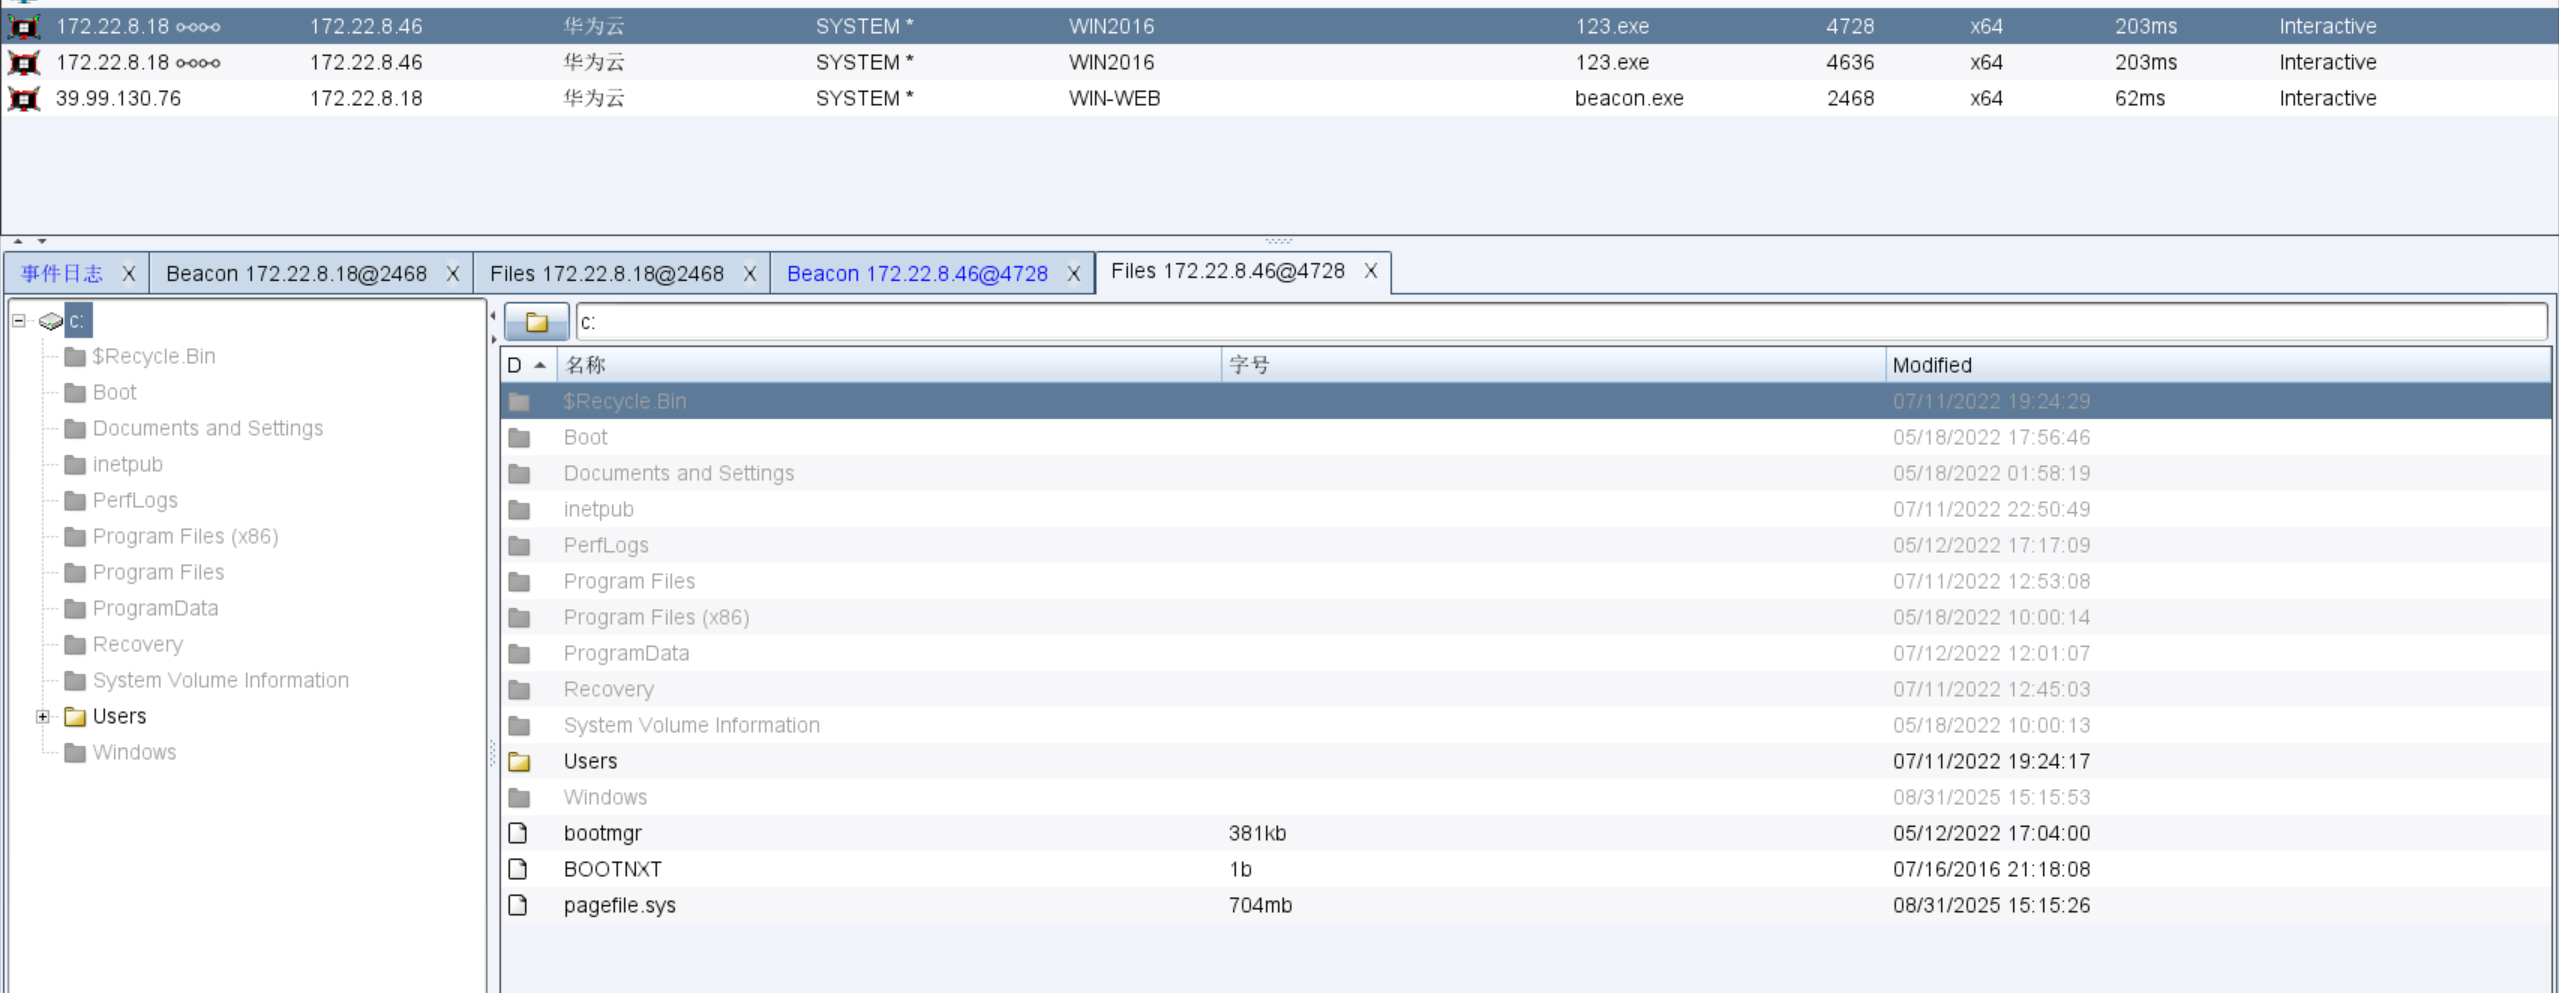 172.22.8.18 172.22.8.46 华为云 SYSTEM * WIN2016 123.exe 4728 x64 203ms Interactive
172.22.8.18 172.22.8.46 华为云 SYSTEM * WIN2016 123.exe 4636 x64 203ms Interactive
39.99.130.76 172.22.8.18 华为云 SYSTEM * WIN-WEB beacon.exe 2468 x64 62ms Interactive
事件日志 X Beacon 172.22.8.18@2468 X Files 172.22.8.18@2468 X Beacon 172.22.8.46@4728 X Files 172.22.8.46@4728 X
c:
$Recycle.Bin
Boot
Documents and Settings
inetpub
PerfLogs
Program Files (x86)
Program Files
ProgramData
Recovery
System Volume Information
Users
Windows
c:
D 名称 字号 Modified
$Recycle.Bin 07/11/2022 19:24:29
Boot 05/18/2022 17:56:46
Documents and Settings 05/18/2022 01:58:19
inetpub 07/11/2022 22:50:49
PerfLogs 05/12/2022 17:17:09
Program Files 07/11/2022 12:53:08
Program Files (x86) 05/18/2022 10:00:14
ProgramData 07/12/2022 12:01:07
Recovery 07/11/2022 12:45:03
System Volume Information 05/18/2022 10:00:13
Users 07/11/2022 19:24:17
Windows 08/31/2025 15:15:53
bootmgr 381kb 05/12/2022 17:04:00
BOOTNXT 1b 07/16/2016 21:18:08
pagefile.sys 704mb 08/31/2025 15:15:26